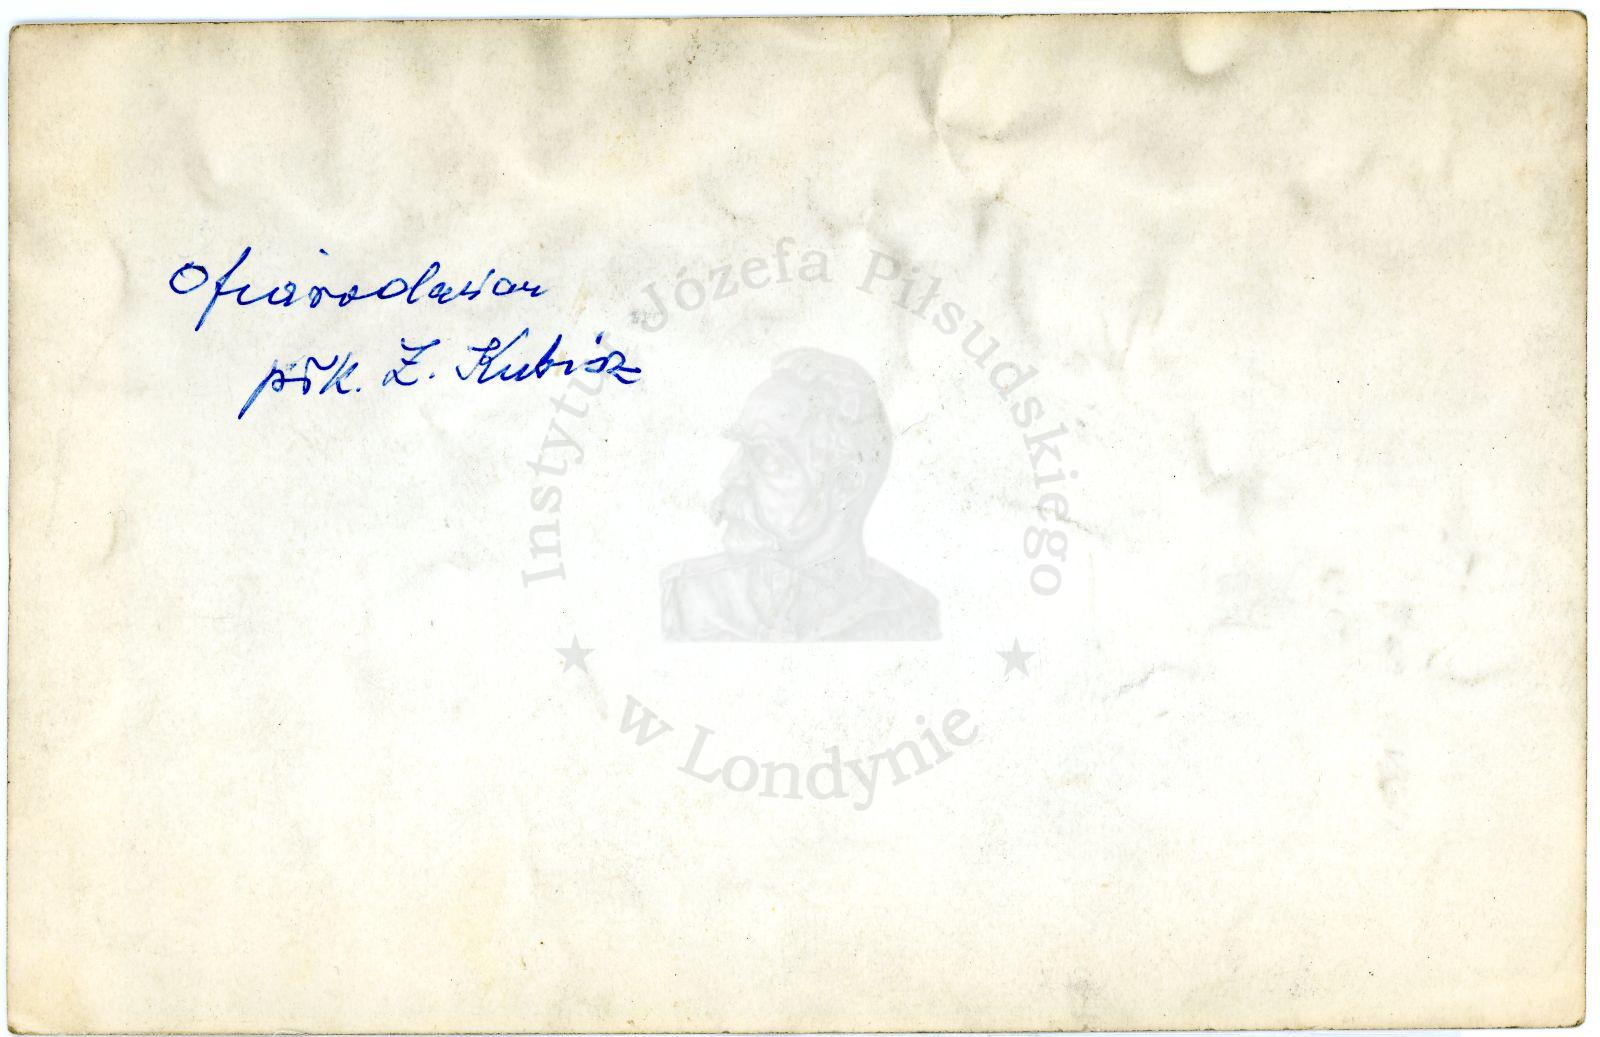 Ofiarodawca
płk. Z. Kubisz
Instytut Józefa Piłsudskiego
w Londynie